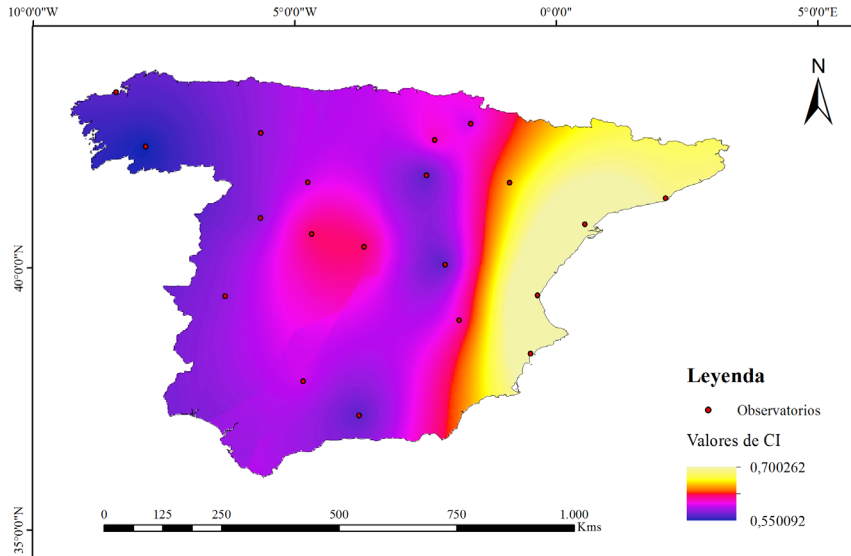 10°0'0"W
5°0'0"W
0°0'0"
5°0'0"E
N
40°0'0"N
35°0'0"N
Leyenda
Observatorios
Valores de CI
0,700262
0,550092
0 125 250 500 750 1.000
Kms